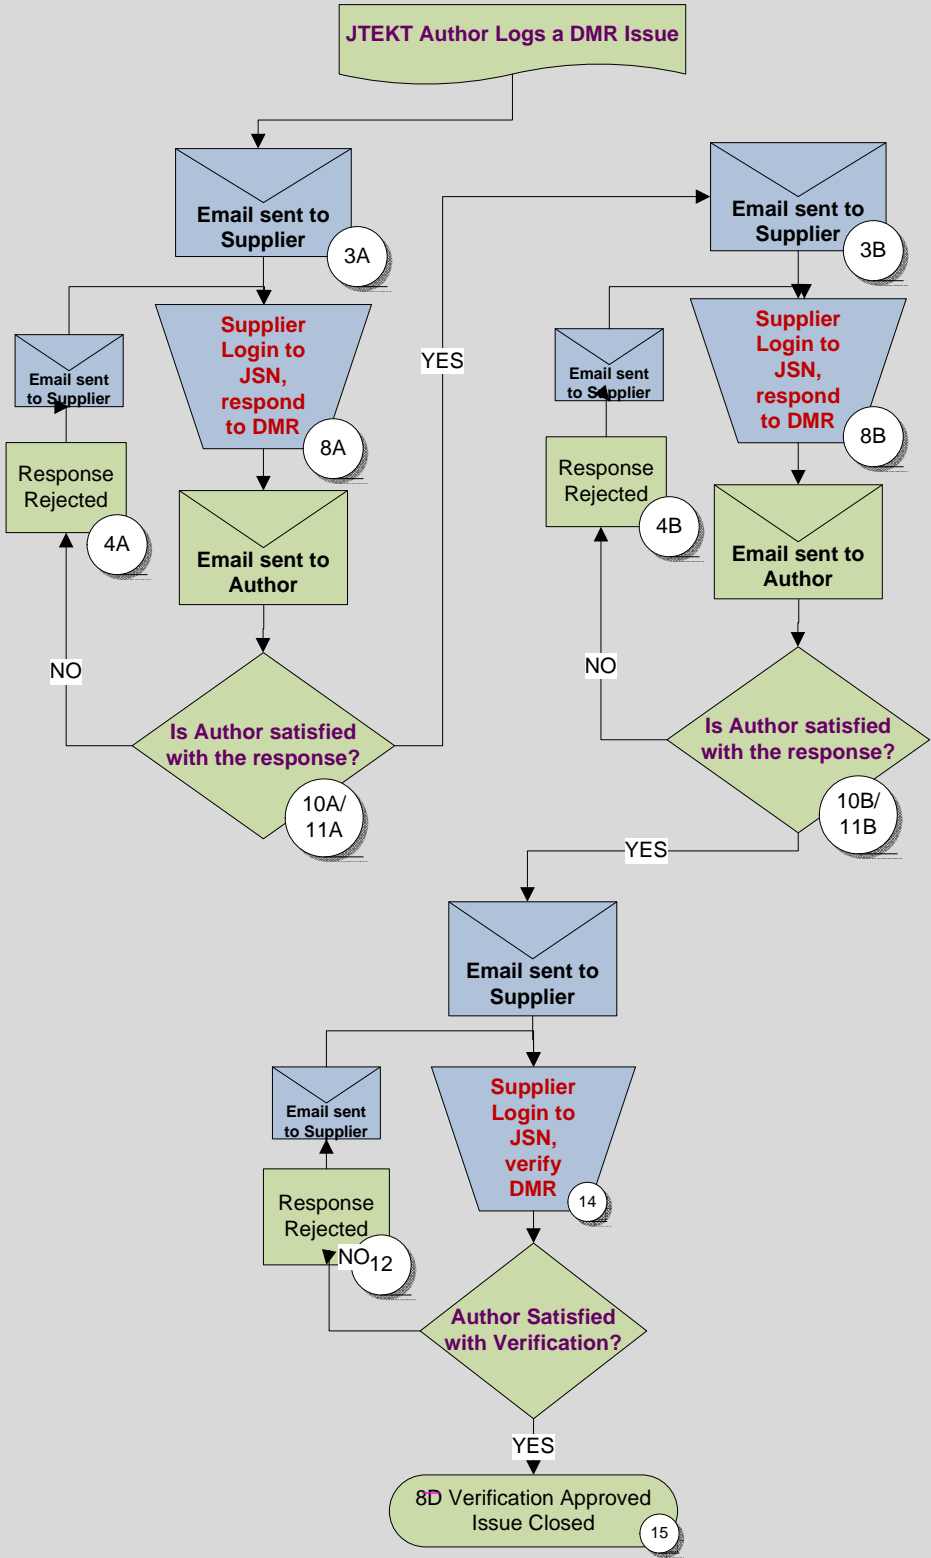 JTEKT Author Logs a DMR Issue
Email sent to
Supplier
3A
Supplier
Login to
JSN,
respond
to DMR
8A
Email sent
to Supplier
Response
Rejected
4A
Email sent to
Author
NO
Is Author satisfied
with the response?
10A/
11A
YES
Email sent to
Supplier
3B
Supplier
Login to
JSN,
respond
to DMR
8B
Email sent
to Supplier
Response
Rejected
4B
Email sent to
Author
NO
Is Author satisfied
with the response?
10B/
11B
YES
Email sent to
Supplier
Supplier
Login to
JSN,
verify
DMR
14
Email sent
to Supplier
Response
Rejected
NO
12
Author Satisfied
with Verification?
YES
8D Verification Approved
Issue Closed
15